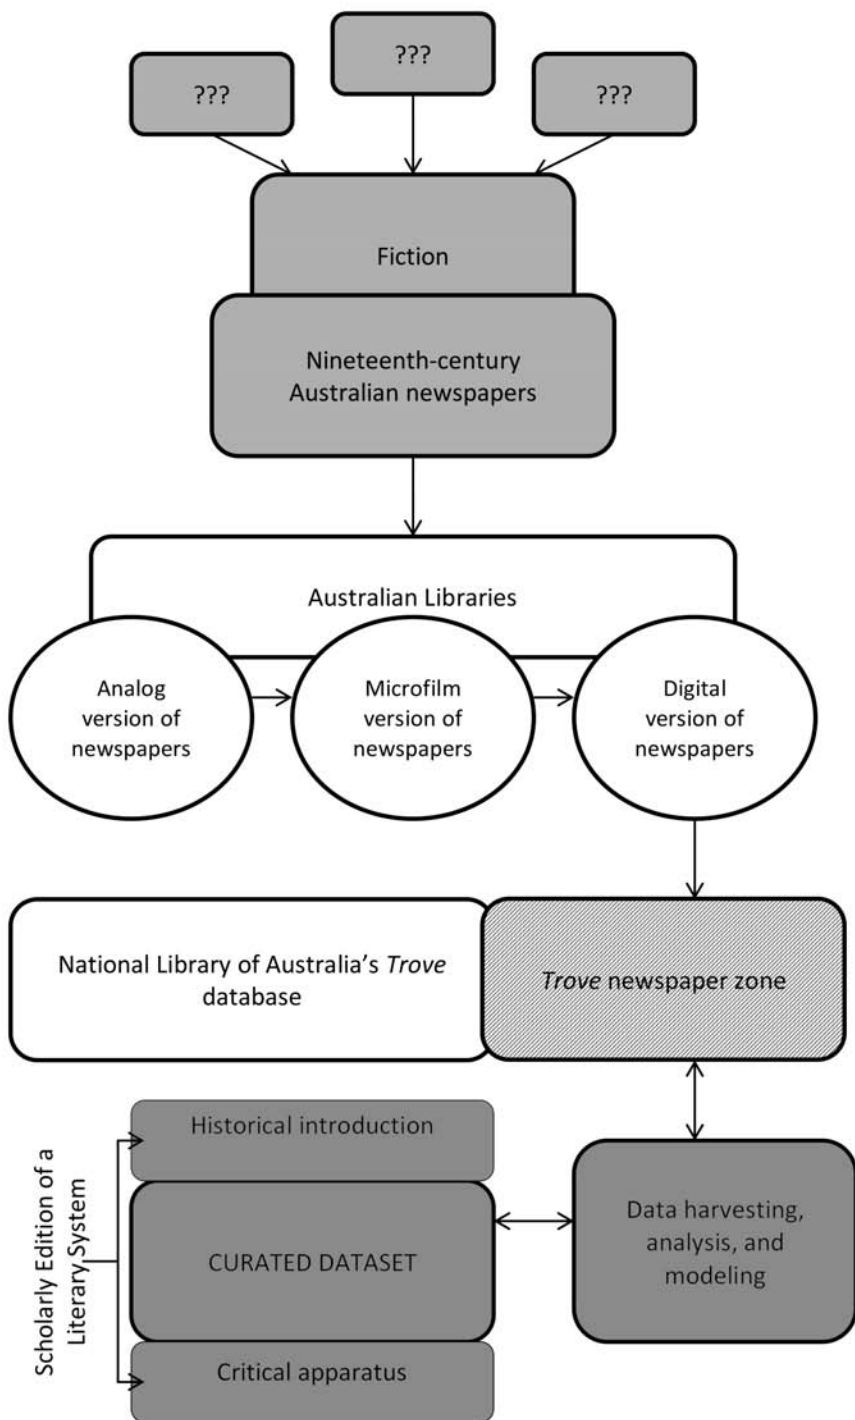 ???
???
???
Fiction
Nineteenth-century
Australian newspapers
Australian Libraries
Analog
version of
newspapers
Microfilm
version of
newspapers
Digital
version of
newspapers
National Library of Australia's Trove
database
Trove newspaper zone
Scholarly Edition of a
Literary System
Historical introduction
CURATED DATASET
Critical apparatus
Data harvesting,
analysis, and
modeling